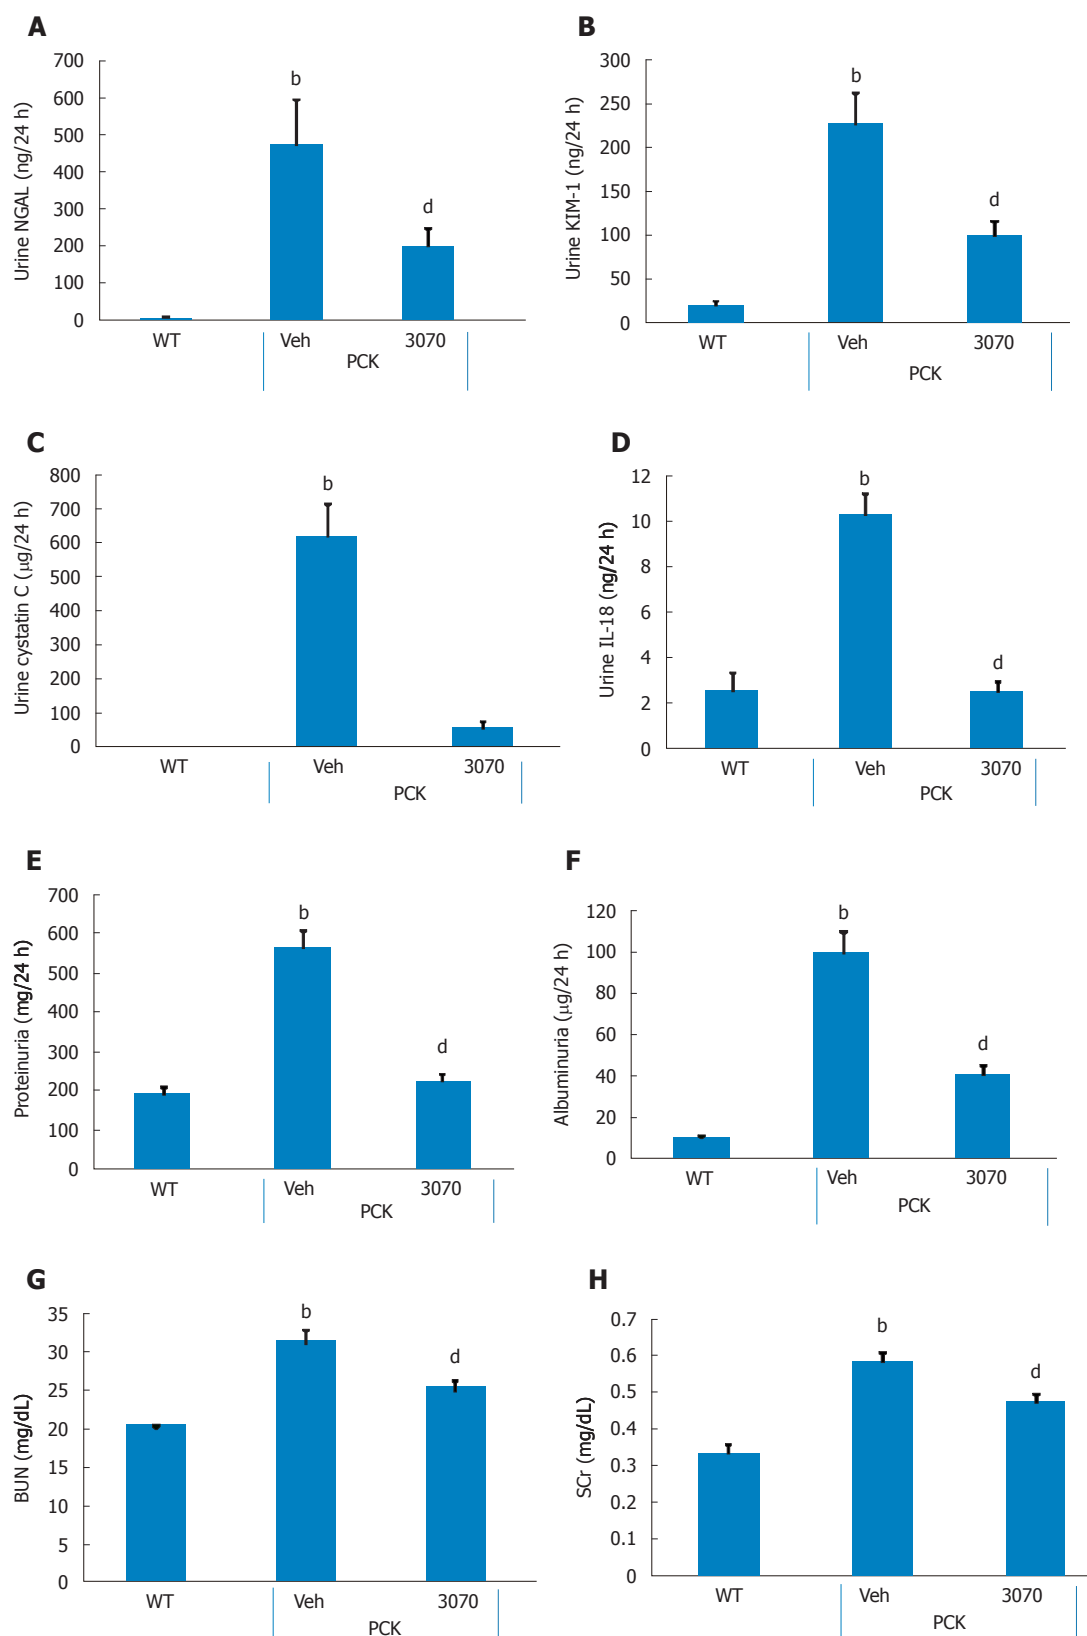 A
Urine NGAL (ng/24 h)
700
600
500
400
300
200
100
0
b
d
WT
Veh
3070
PCK
B
Urine KIM-1 (ng/24 h)
300
250
200
150
100
50
0
b
d
WT
Veh
3070
PCK
C
Urine cystatin C (μg/24 h)
800
700
600
500
400
300
200
100
0
b
WT
Veh
3070
PCK
D
Urine IL-18 (ng/24 h)
12
10
8
6
4
2
0
b
d
WT
Veh
3070
PCK
E
Proteinuria (mg/24 h)
700
600
500
400
300
200
100
0
b
d
WT
Veh
3070
PCK
F
Albuminuria (μg/24 h)
120
100
80
60
40
20
0
b
d
WT
Veh
3070
PCK
G
BUN (mg/dL)
35
30
25
20
15
10
5
0
b
d
WT
Veh
3070
PCK
H
SCr (mg/dL)
0.7
0.6
0.5
0.4
0.3
0.2
0.1
0
b
d
WT
Veh
3070
PCK